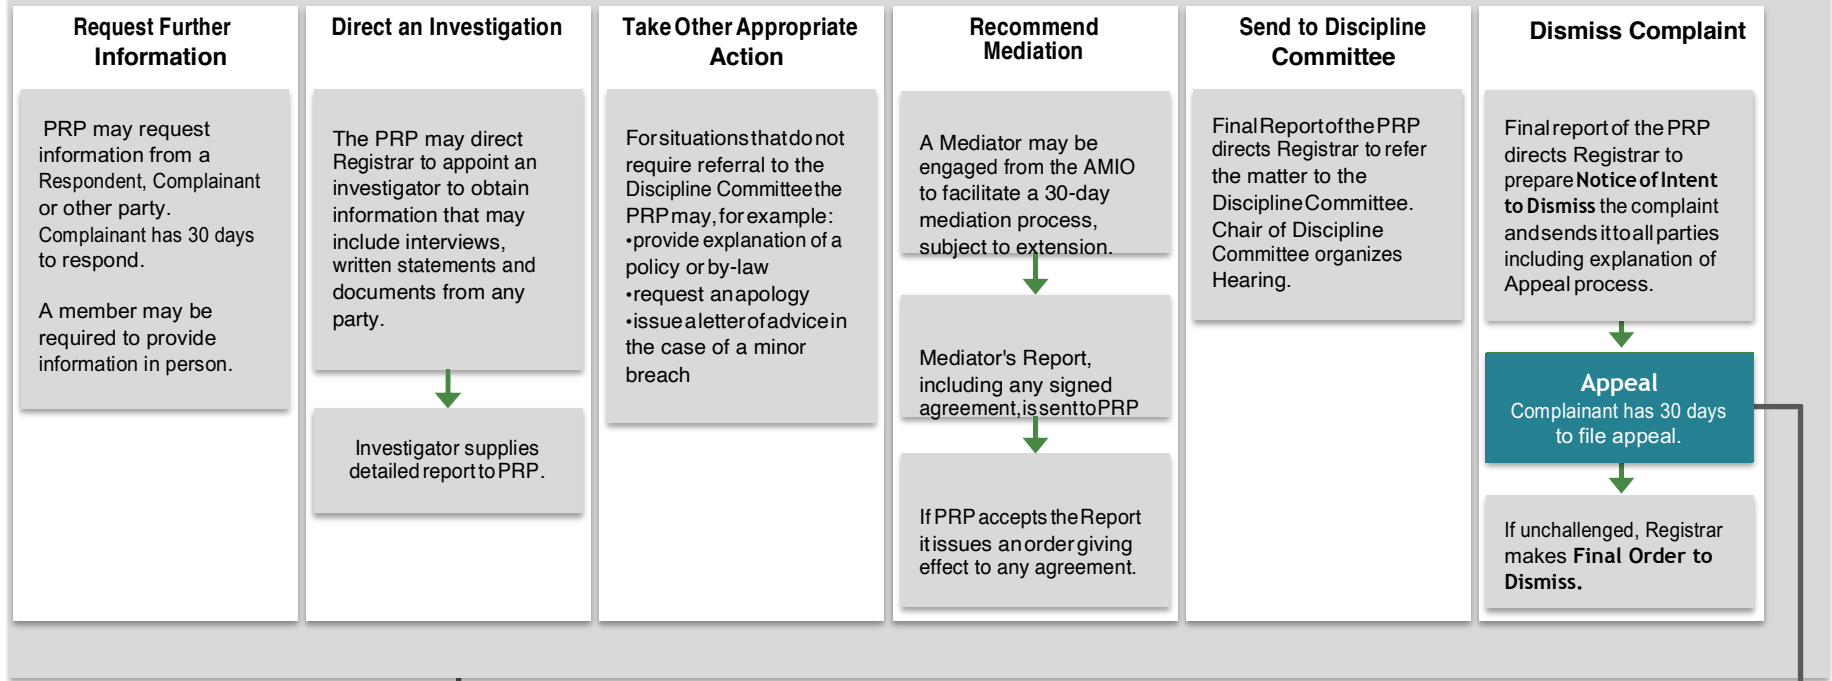 Request Further
Information
PRP may request
information from a
Respondent, Complainant
or other party.
Complainant has 30 days
to respond.
A member may be
required to provide
information in person.
Direct an Investigation
The PRP may direct
Registrar to appoint an
investigator to obtain
information that may
include interviews,
written statements and
documents from any
party.
Investigator supplies
detailed report to PRP.
Take Other Appropriate
Action
For situations that do not
require referral to the
Discipline Committee the
PRP may, for example:
•provide explanation of a
policy or by-law
•request an apology
•issue a letter of advice in
the case of a minor
breach
Recommend
Mediation
A Mediator may be
engaged from the AMIO
to facilitate a 30-day
mediation process,
subject to extension.
Mediator's Report,
including any signed
agreement, is sent to PRP
If PRP accepts the Report
it issues an order giving
effect to any agreement.
Send to Discipline
Committee
Final Report of the PRP
directs Registrar to refer
the matter to the
Discipline Committee.
Chair of Discipline
Committee organizes
Hearing.
Dismiss Complaint
Final report of the PRP
directs Registrar to
prepare Notice of Intent
to Dismiss the complaint
and sends it to all parties
including explanation of
Appeal process.
Appeal
Complainant has 30 days
to file appeal.
If unchallenged, Registrar
makes Final Order to
Dismiss.